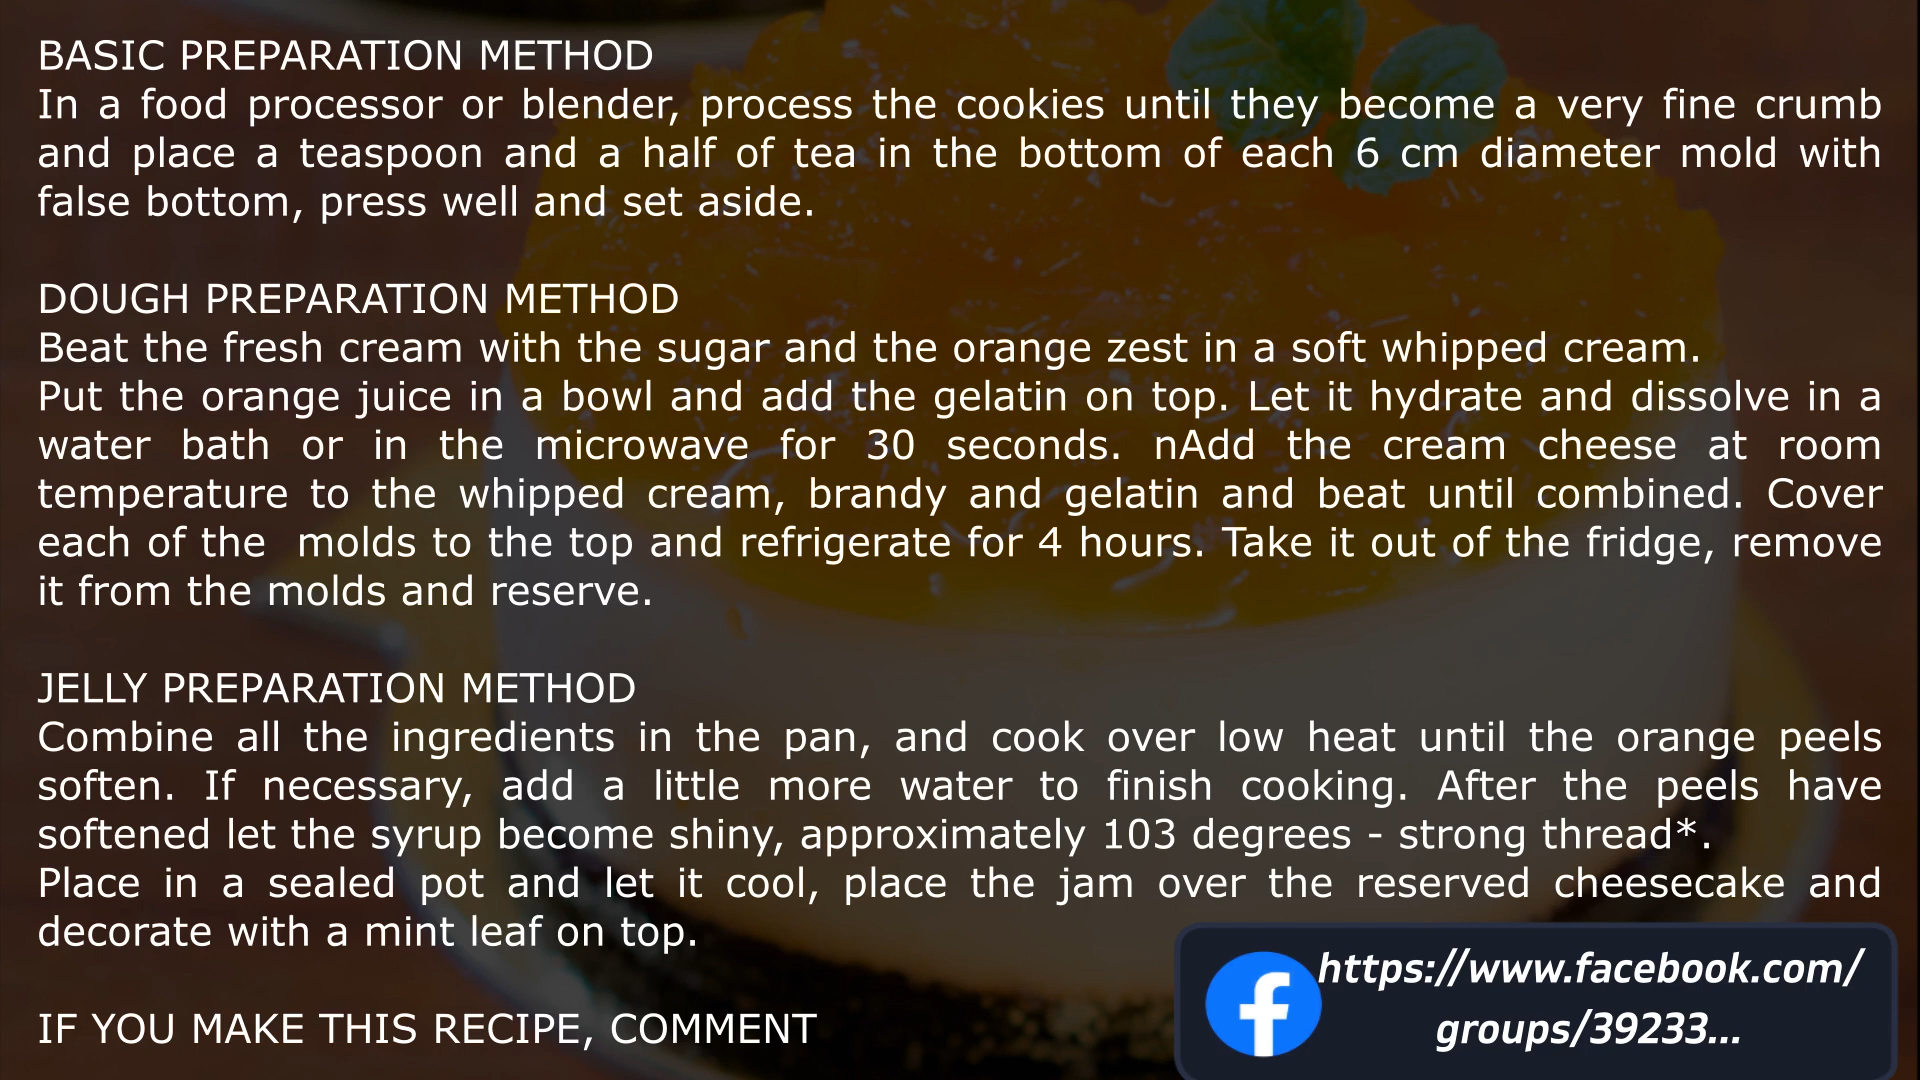 BASIC PREPARATION METHOD
In a food processor or blender, process the cookies until they become a very fine crumb
and place a teaspoon and a half of tea in the bottom of each 6 cm diameter mold with
false bottom, press well and set aside.
DOUGH PREPARATION METHOD
Beat the fresh cream with the sugar and the orange zest in a soft whipped cream.
Put the orange juice in a bowl and add the gelatin on top. Let it hydrate and dissolve in a
water bath or in the microwave for 30 seconds. nAdd the cream cheese at room
temperature to the whipped cream, brandy and gelatin and beat until combined. Cover
each of the  molds to the top and refrigerate for 4 hours. Take it out of the fridge, remove
it from the molds and reserve.
JELLY PREPARATION METHOD
Combine all the ingredients in the pan, and cook over low heat until the orange peels
soften. If necessary, add a little more water to finish cooking. After the peels have
softened let the syrup become shiny, approximately 103 degrees - strong thread*.
Place in a sealed pot and let it cool, place the jam over the reserved cheesecake and
decorate with a mint leaf on top.
IF YOU MAKE THIS RECIPE, COMMENT
https://www.facebook.com/
groups/39233...